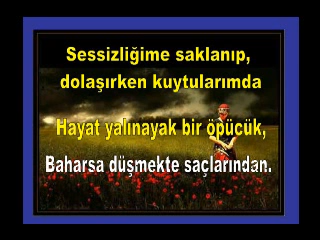 Sessizliğime saklanıp,
dolaşırken kuytularımda
Hayat yalınayak bir öpücük,
Baharsa düşmekte saçlarından.